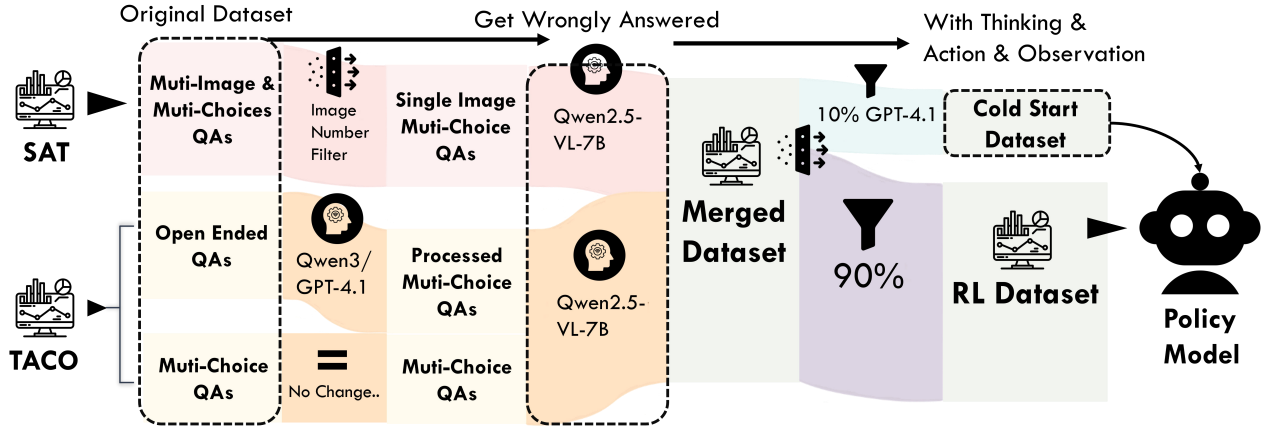 Original Dataset
Get Wrongly Answered
With Thinking &
Action & Observation
SAT
Muti-Image &
Muti-Choices
QAs
Image
Number
Filter
Single Image
Muti-Choice
QAs
Qwen2.5-
VL-7B
TACO
Open Ended
QAs
Qwen3/
GPT-4.1
Processed
Muti-Choice
QAs
Qwen2.5-
VL-7B
Muti-Choice
QAs
=
No Change..
Muti-Choice
QAs
Merged
Dataset
10% GPT-4.1
Cold Start
Dataset
90%
RL Dataset
Policy
Model